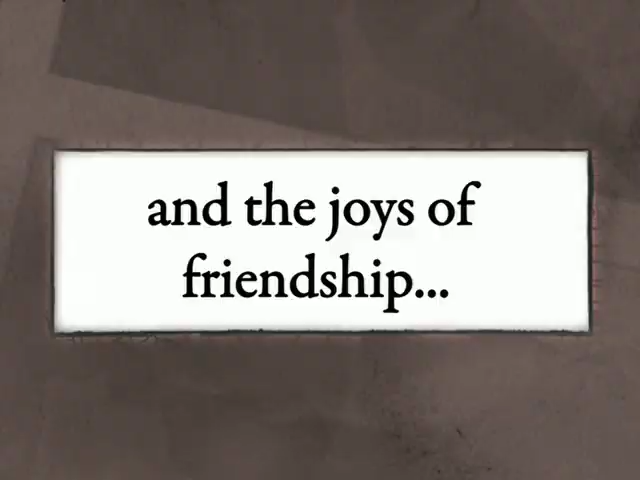 and the joys of
friendship...